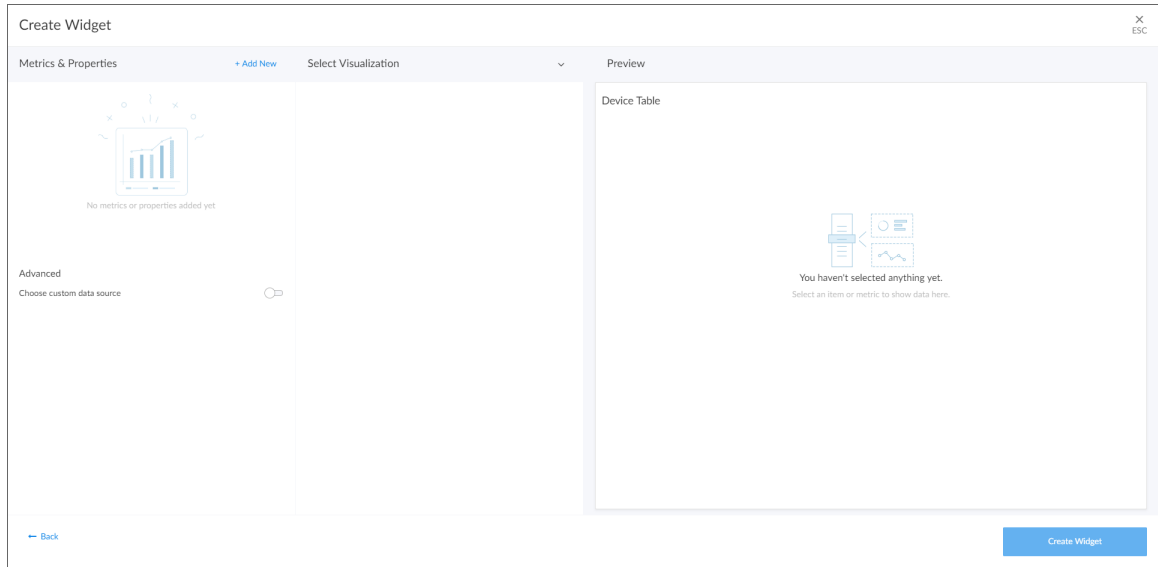 Create Widget
ESC
Metrics & Properties
+ Add New
Select Visualization
Preview
No metrics or properties added yet
Advanced
Choose custom data source
Device Table
You haven't selected anything yet.
Select an item or metric to show data here.
← Back
Create Widget